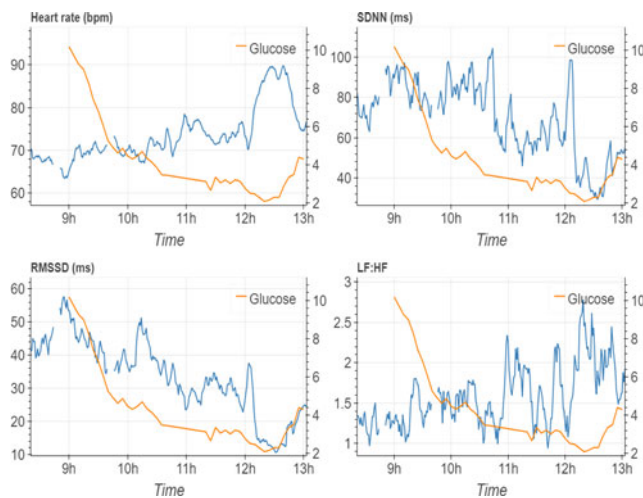 Heart rate (bpm)
Glucose
90
80
70
60
10
8
6
4
2
9h
10h
11h
12h
13h
Time
SDNN (ms)
Glucose
100
80
60
40
10
8
6
4
2
9h
10h
11h
12h
13h
Time
RMSSD (ms)
Glucose
60
50
40
30
20
10
10
8
6
4
2
9h
10h
11h
12h
13h
Time
LF:HF
Glucose
3
2.5
2
1.5
1
10
8
6
4
2
9h
10h
11h
12h
13h
Time